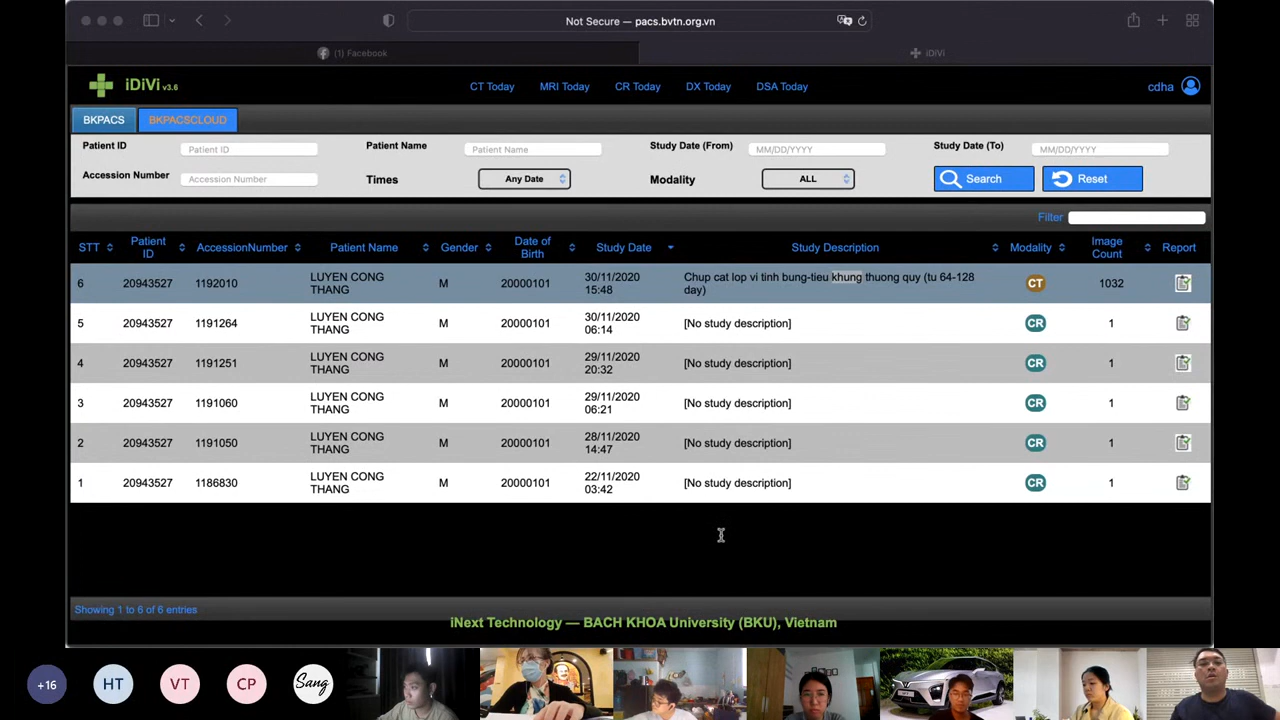 Not Secure — pacs.bvtn.org.vn
(1) Facebook
iDiVi
iDiVi v3.6
CT Today MRI Today CR Today DX Today DSA Today
cdha
BKPACS BKPACSCLOUD
Patient ID Patient ID Patient Name Patient Name Study Date (From) MM/DD/YYYY Study Date (To) MM/DD/YYYY
Accession Number Accession Number Times Any Date Modality ALL Search Reset
Filter
STT Patient ID AccessionNumber Patient Name Gender Date of Birth Study Date Study Description Modality Image Count Report
6 20943527 1192010 LUYEN CONG THANG M 20000101 30/11/2020 15:48 Chup cat lop vi tinh bung-tieu khung thuong quy (tu 64-128 day) CT 1032
5 20943527 1191264 LUYEN CONG THANG M 20000101 30/11/2020 06:14 [No study description] CR 1
4 20943527 1191251 LUYEN CONG THANG M 20000101 29/11/2020 20:32 [No study description] CR 1
3 20943527 1191060 LUYEN CONG THANG M 20000101 29/11/2020 06:21 [No study description] CR 1
2 20943527 1191050 LUYEN CONG THANG M 20000101 28/11/2020 14:47 [No study description] CR 1
1 20943527 1186830 LUYEN CONG THANG M 20000101 22/11/2020 03:42 [No study description] CR 1
Showing 1 to 6 of 6 entries
iNext Technology — BACH KHOA University (BKU), Vietnam
+16 HT VT CP Sang